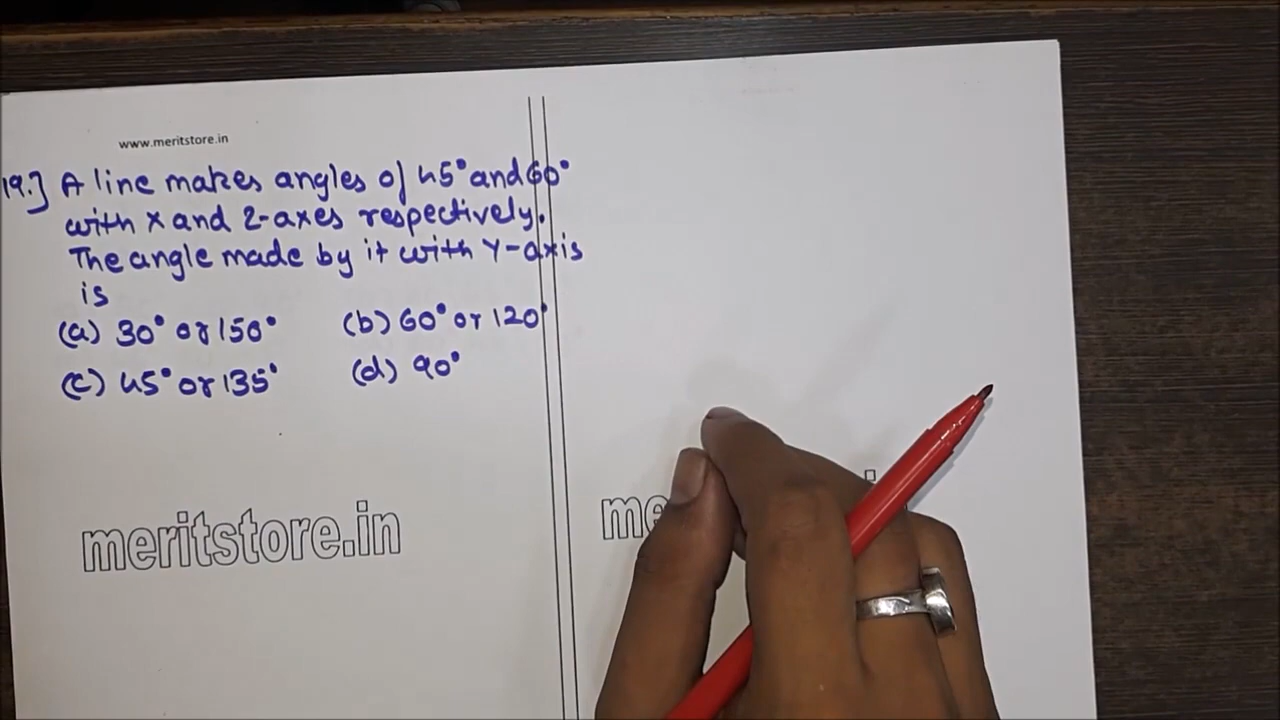 www.meritstore.in
19.] A line makes angles of 45° and 60°
with X and Z-axes respectively.
The angle made by it with Y-axis
is
(a) 30° or 150° (b) 60° or 120°
(c) 45° or 135° (d) 90°
meritstore.in
me